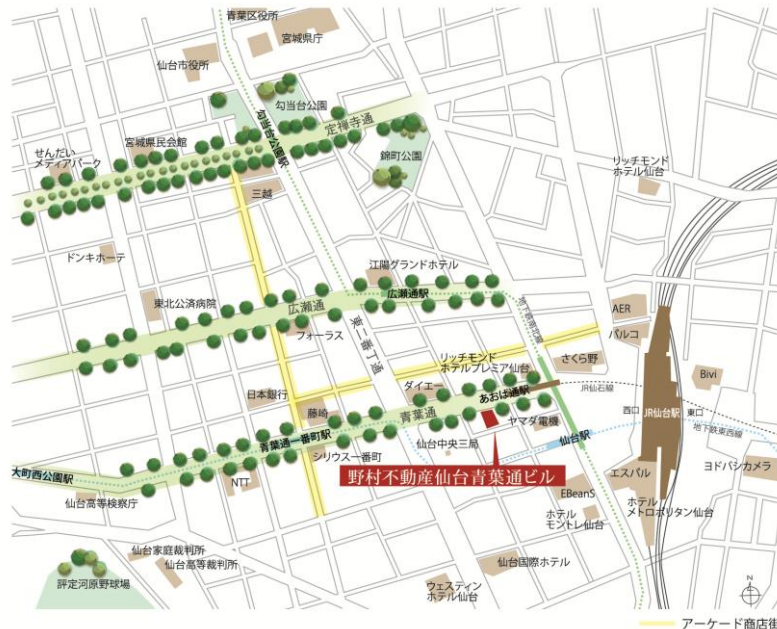 青葉区役所
宮城県庁
仙台市役所
勾当台公園
定禅寺通
勾当台公園駅
宮城県民会館
せんだい
メディアパーク
錦町公園
リッチモンド
ホテル仙台
三越
ドンキホーテ
江陽グランドホテル
東北公済病院
広瀬通駅
地下鉄南北線
広瀬通
AER
フォーラス
東二番丁通
パルコ
リッチモンド
ホテルプレミア仙台
さくら野
Bivi
ダイエー
あおば通駅
JR仙石線
日本銀行
藤崎
青葉通
西口
JR仙台駅
東口
ヤマダ電機
地下鉄東西線
青葉通一番町駅
仙台中央三局
仙台駅
シリウス一番町
大町西公園駅
野村不動産仙台青葉通ビル
エスパル
ヨドバシカメラ
NTT
EBeanS
仙台高等検察庁
ホテル
メトロポリタン仙台
ホテル
モントレ仙台
仙台家庭裁判所
仙台高等裁判所
仙台国際ホテル
評定河原野球場
ウェスティン
ホテル仙台
N
アーケード商店街